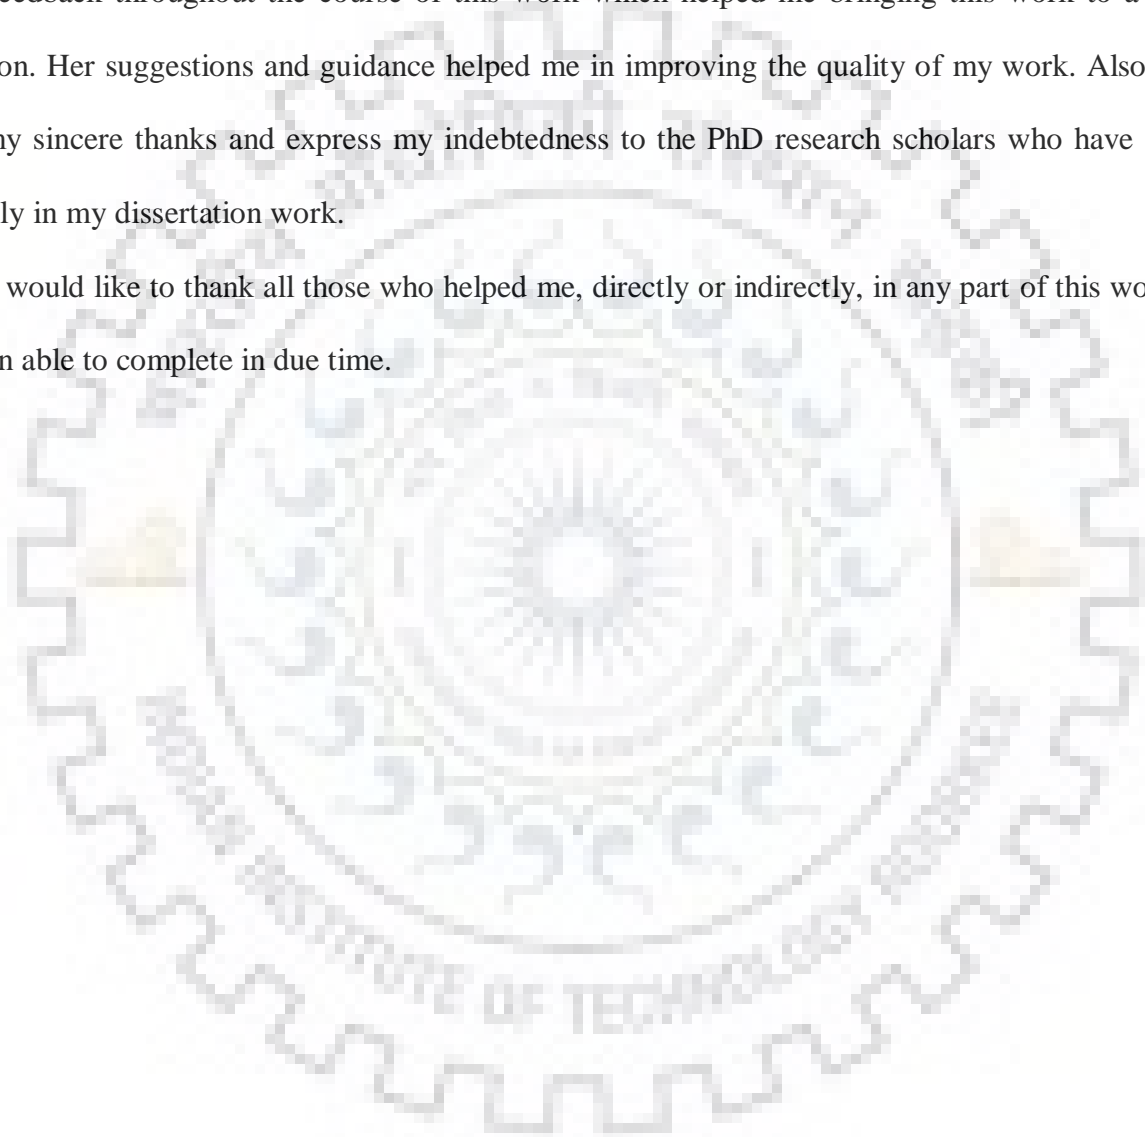 eedback throughout the course of this work which helped me bringing this work to a
on. Her suggestions and guidance helped me in improving the quality of my work. Also
ny sincere thanks and express my indebtedness to the PhD research scholars who have
ly in my dissertation work.
would like to thank all those who helped me, directly or indirectly, in any part of this wo
n able to complete in due time.
INSTITUTE OF TECHNOLOGY